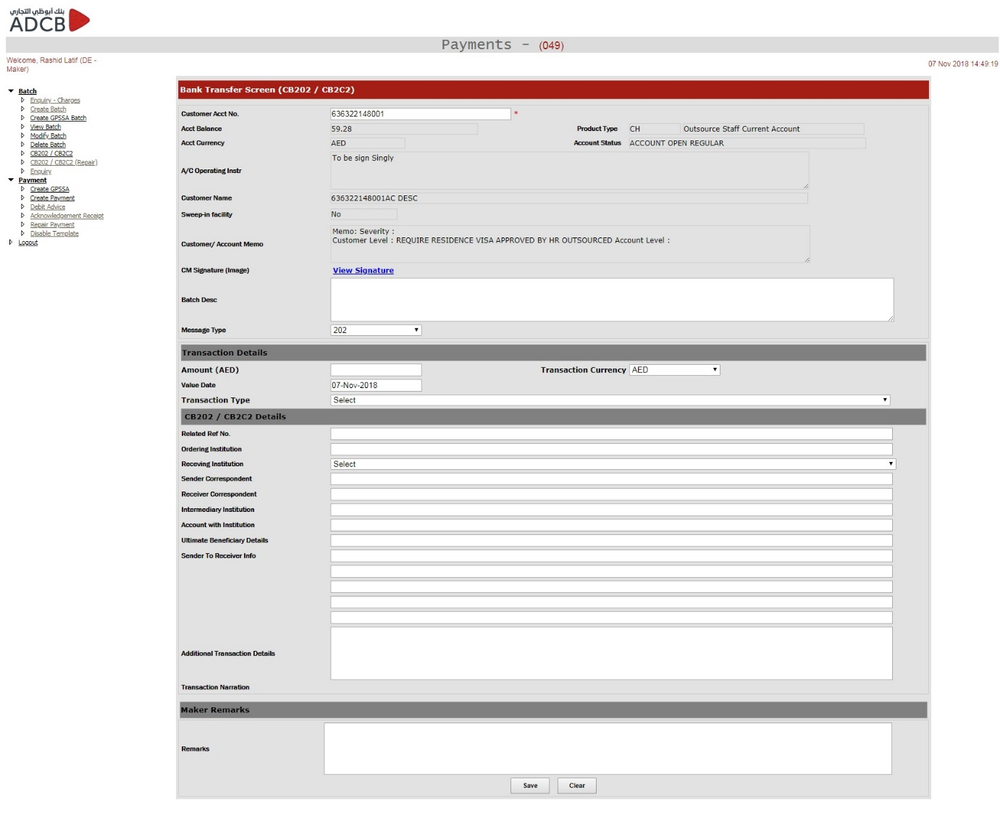 بنك أبوظبي التجاري
ADCB
Payments - (049)
Welcome, Rashid Latif (DE -
Maker)
07 Nov 2018 14:49:19
Batch
Enquiry - Charges
Create Batch
Create GPSSA Batch
View Batch
Modify Batch
Delete Batch
CB202 / CB2C2
CB202 / CB2C2 (Repair)
Enquiry
Payment
Create GPSSA
Create Payment
Debit Advice
Acknowledgement Receipt
Repair Payment
Disable Template
Logout
Bank Transfer Screen (CB202 / CB2C2)
Customer Acct No. 636322148001 *
Acct Balance 59.28 Product Type CH Outsource Staff Current Account
Acct Currency AED Account Status ACCOUNT OPEN REGULAR
A/C Operating Instr To be sign Singly
Customer Name 636322148001AC DESC
Sweep-in facility No
Customer/ Account Memo Memo: Severity :
Customer Level : REQUIRE RESIDENCE VISA APPROVED BY HR OUTSOURCED Account Level :
CM Signature (Image) View Signature
Batch Desc
Message Type 202
Transaction Details
Amount (AED) Transaction Currency AED
Value Date 07-Nov-2018
Transaction Type Select
CB202 / CB2C2 Details
Related Ref No.
Ordering Institution
Receving Institution Select
Sender Correspondent
Receiver Correspondent
Intermediary Institution
Account with Institution
Ultimate Beneficiary Details
Sender To Receiver Info
Additional Transaction Details
Transaction Narration
Maker Remarks
Remarks
Save Clear